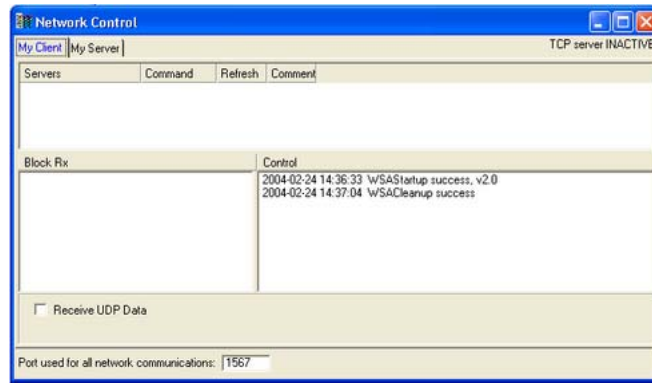 Network Control
My Client My Server TCP server INACTIVE
Servers Command Refresh Comment
Block Rx Control
2004-02-24 14:36:33 WSAStartup success, v2.0
2004-02-24 14:37:04 WSACleanup success
Receive UDP Data
Port used for all network communications: 1567